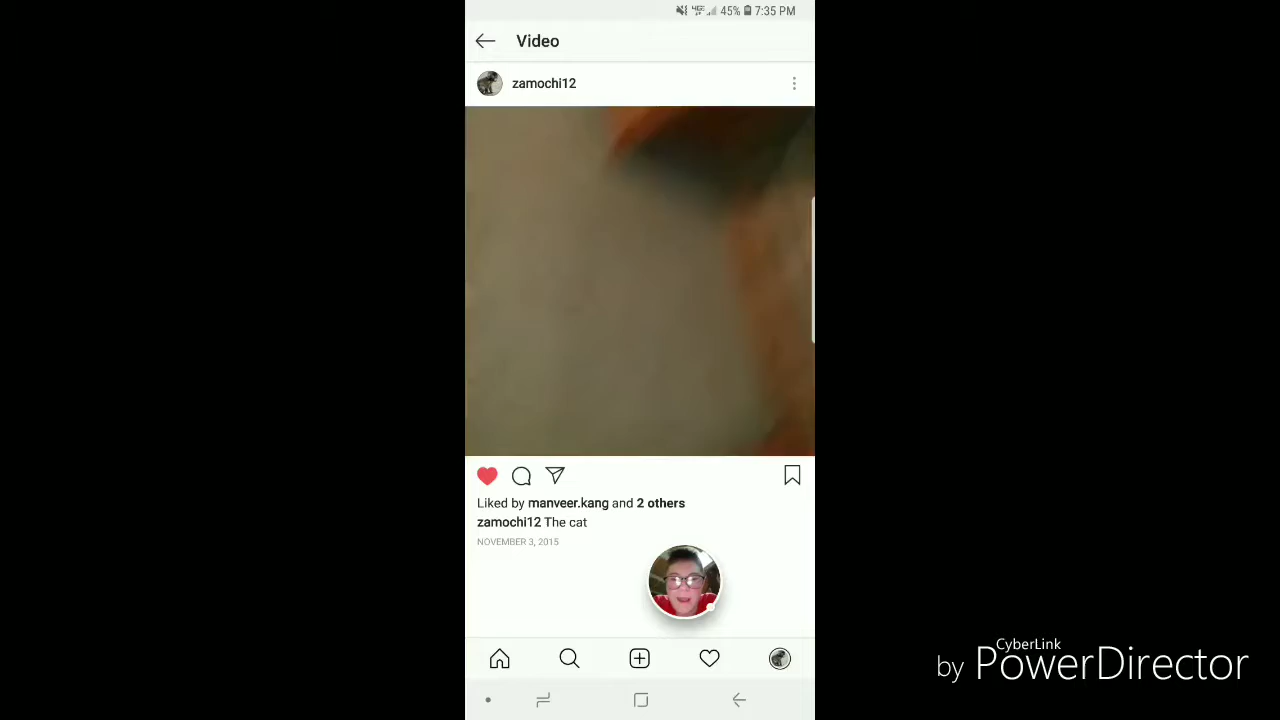 45% 7:35 PM
Video
zamochi12
Liked by manveer.kang and 2 others
zamochi12 The cat
NOVEMBER 3, 2015
CyberLink
by PowerDirector